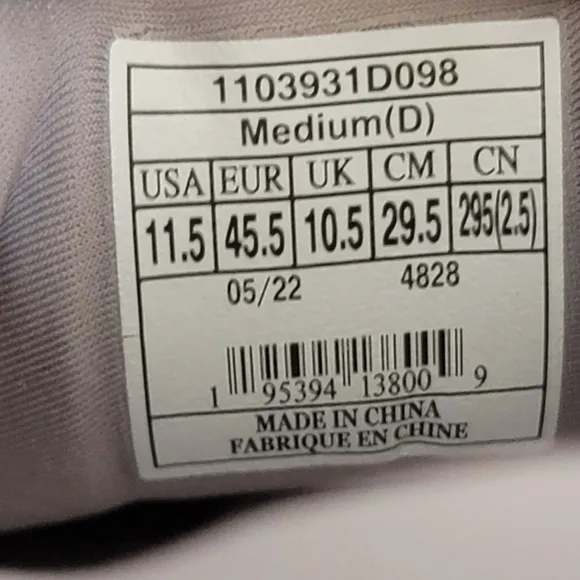 1103931D098
Medium(D)
USA EUR UK CM CN
11.5 45.5 10.5 29.5 295(2.5)
05/22 4828
1 95394 13800 9
MADE IN CHINA
FABRIQUE EN CHINE